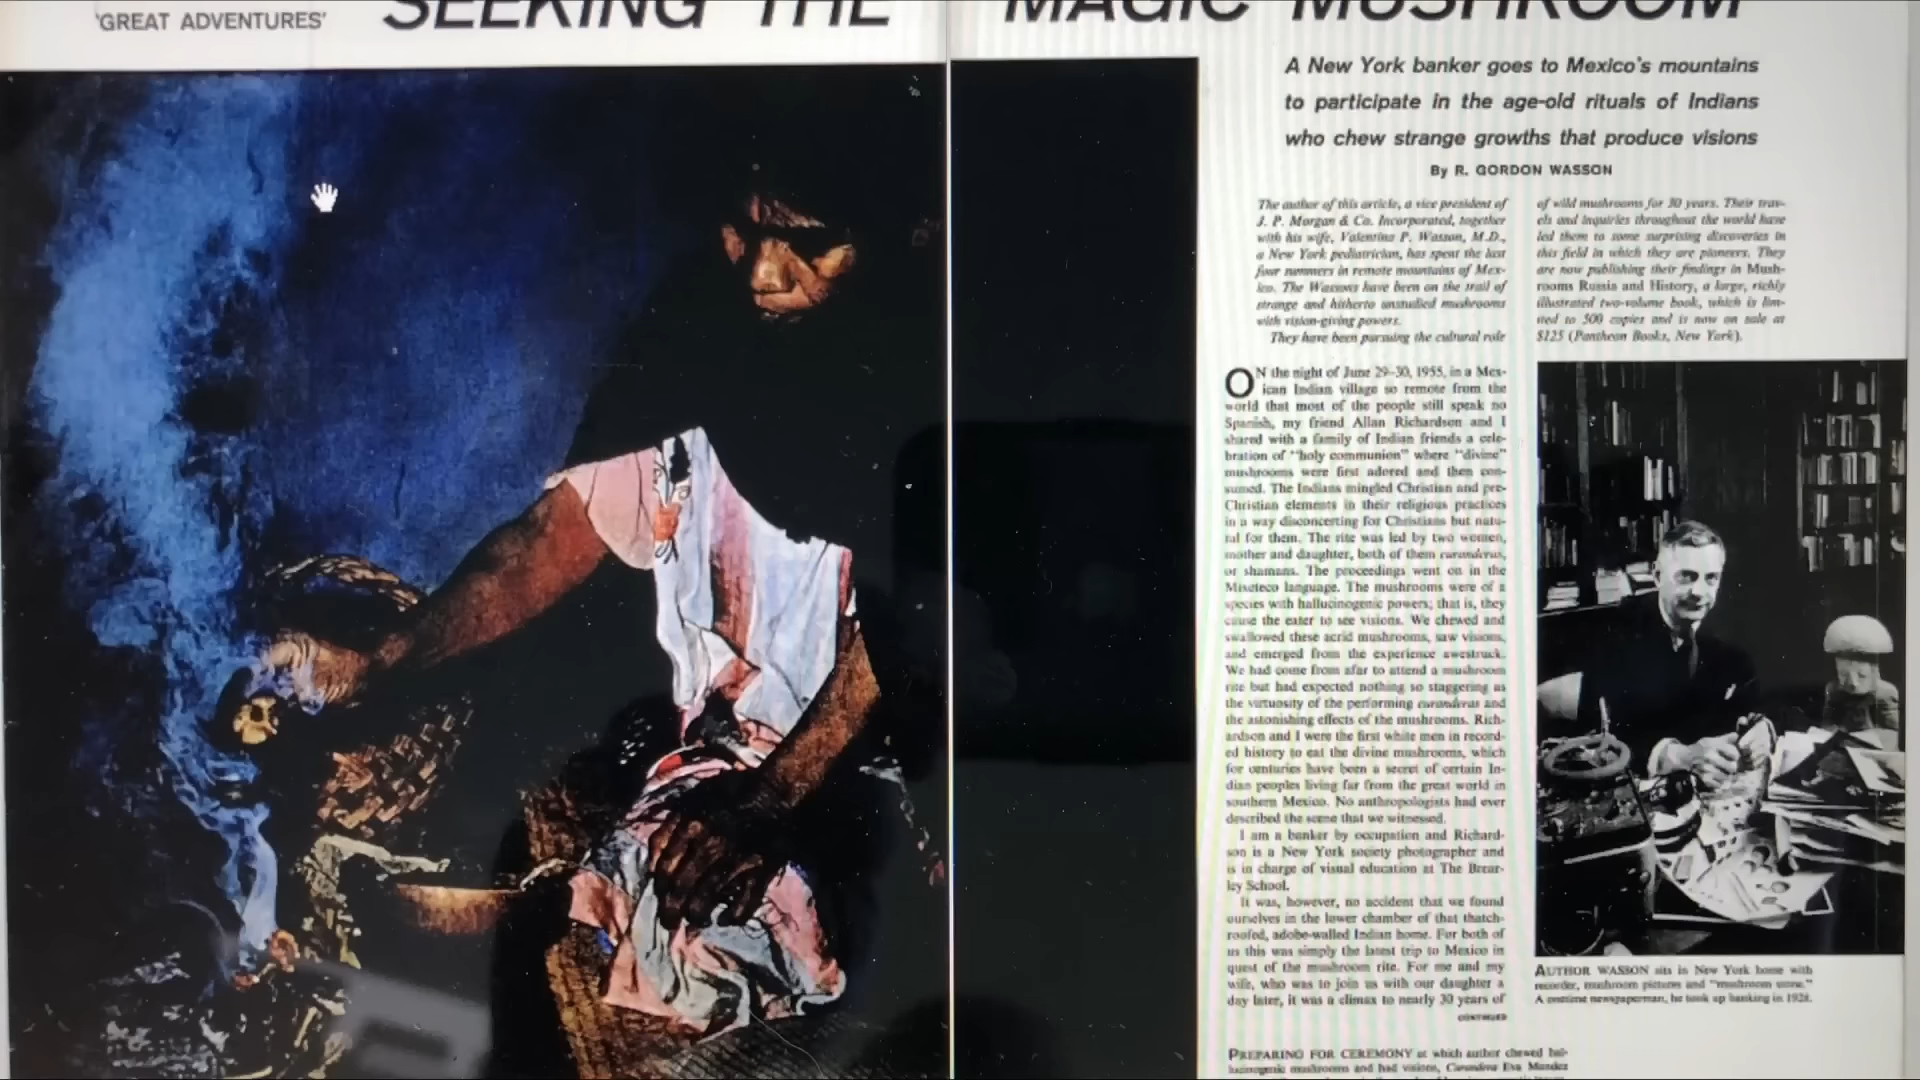 'GREAT ADVENTURES' SEEKING THE MAGIC MUSHROOM
A New York banker goes to Mexico's mountains
to participate in the age-old rituals of Indians
who chew strange growths that produce visions
By R. GORDON WASSON
The author of this article, a vice president of
J. P. Morgan & Co. Incorporated, together
with his wife, Valentina P. Wasson, M.D.,
a New York pediatrician, has spent the last
four summers in remote mountains of Mex-
ico. The Wassons have been on the trail of
strange and hitherto unstudied mushrooms
with vision-giving powers.
They have been pursuing the cultural role
of wild mushrooms for 30 years. Their trav-
els and inquiries throughout the world have
led them to some surprising discoveries in
this field in which they are pioneers. They
are now publishing their findings in Mush-
rooms Russia and History, a large, richly
illustrated two-volume book, which is lim-
ited to 500 copies and is now on sale at
$125 (Pantheon Books, New York).
ON the night of June 29–30, 1955, in a Mex-
ican Indian village so remote from the
world that most of the people still speak no
Spanish, my friend Allan Richardson and I
shared with a family of Indian friends a cele-
bration of "holy communion" where "divine"
mushrooms were first adored and then con-
sumed. The Indians mingled Christian and pre-
Christian elements in their religious practices
in a way disconcerting for Christians but natu-
ral for them. The rite was led by two women,
mother and daughter, both of them curanderas,
or shamans. The proceedings went on in the
Mixeteco language. The mushrooms were of a
species with hallucinogenic powers; that is, they
cause the eater to see visions. We chewed and
swallowed these acrid mushrooms, saw visions,
and emerged from the experience awestruck.
We had come from afar to attend a mushroom
rite but had expected nothing so staggering as
the virtuosity of the performing curanderas and
the astonishing effects of the mushrooms. Rich-
ardson and I were the first white men in record-
ed history to eat the divine mushrooms, which
for centuries have been a secret of certain In-
dian peoples living far from the great world in
southern Mexico. No anthropologists had ever
described the scene that we witnessed.
I am a banker by occupation and Richard-
son is a New York society photographer and
is in charge of visual education at The Brear-
ley School.
It was, however, no accident that we found
ourselves in the lower chamber of that thatch-
roofed, adobe-walled Indian home. For both of
us this was simply the latest trip to Mexico in
quest of the mushroom rite. For me and my
wife, who was to join us with our daughter a
day later, it was a climax to nearly 30 years of
CONTINUED
AUTHOR WASSON sits in New York home with
recorder, mushroom pictures and "mushroom stone."
A onetime newspaperman, he took up banking in 1928.
PREPARING FOR CEREMONY at which author chewed hal-
lucinogenic mushrooms and had visions, Curandera Eva Mendez